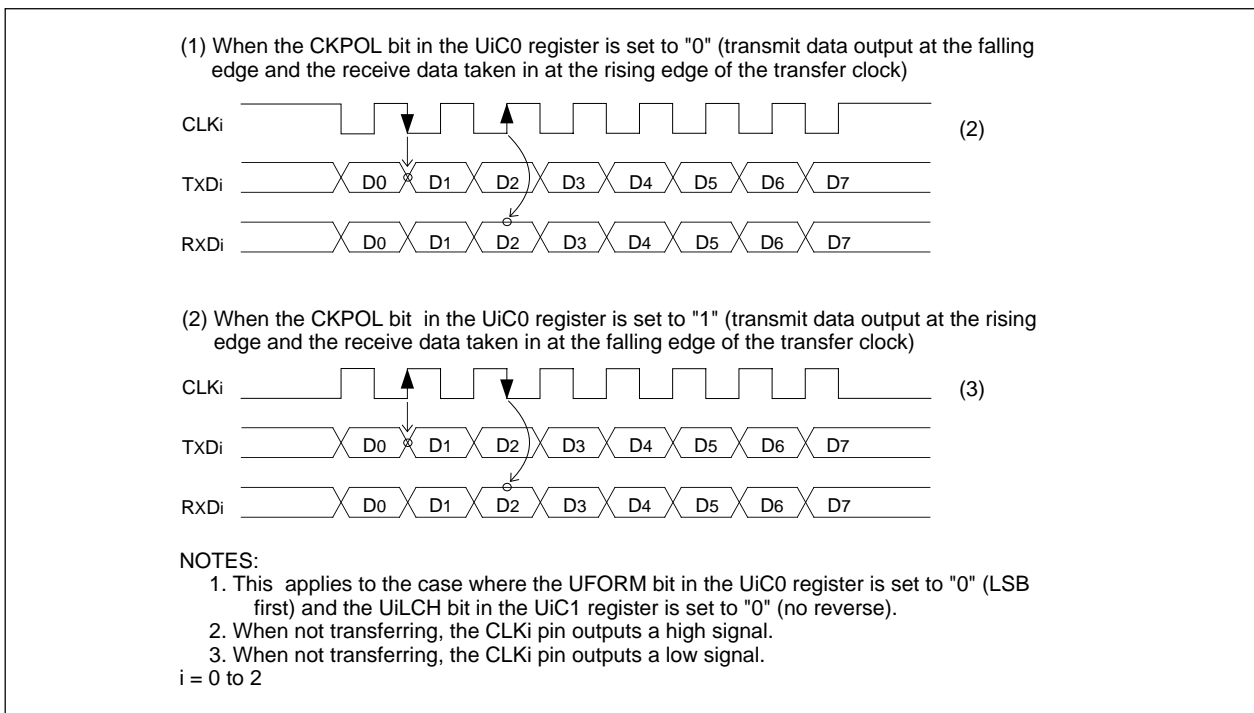 (1) When the CKPOL bit in the UiC0 register is set to "0" (transmit data output at the falling
edge and the receive data taken in at the rising edge of the transfer clock)
CLKi
(2)
TXDi D0 D1 D2 D3 D4 D5 D6 D7
RXDi D0 D1 D2 D3 D4 D5 D6 D7
(2) When the CKPOL bit in the UiC0 register is set to "1" (transmit data output at the rising
edge and the receive data taken in at the falling edge of the transfer clock)
CLKi
(3)
TXDi D0 D1 D2 D3 D4 D5 D6 D7
RXDi D0 D1 D2 D3 D4 D5 D6 D7
NOTES:
1. This applies to the case where the UFORM bit in the UiC0 register is set to "0" (LSB
first) and the UiLCH bit in the UiC1 register is set to "0" (no reverse).
2. When not transferring, the CLKi pin outputs a high signal.
3. When not transferring, the CLKi pin outputs a low signal.
i = 0 to 2